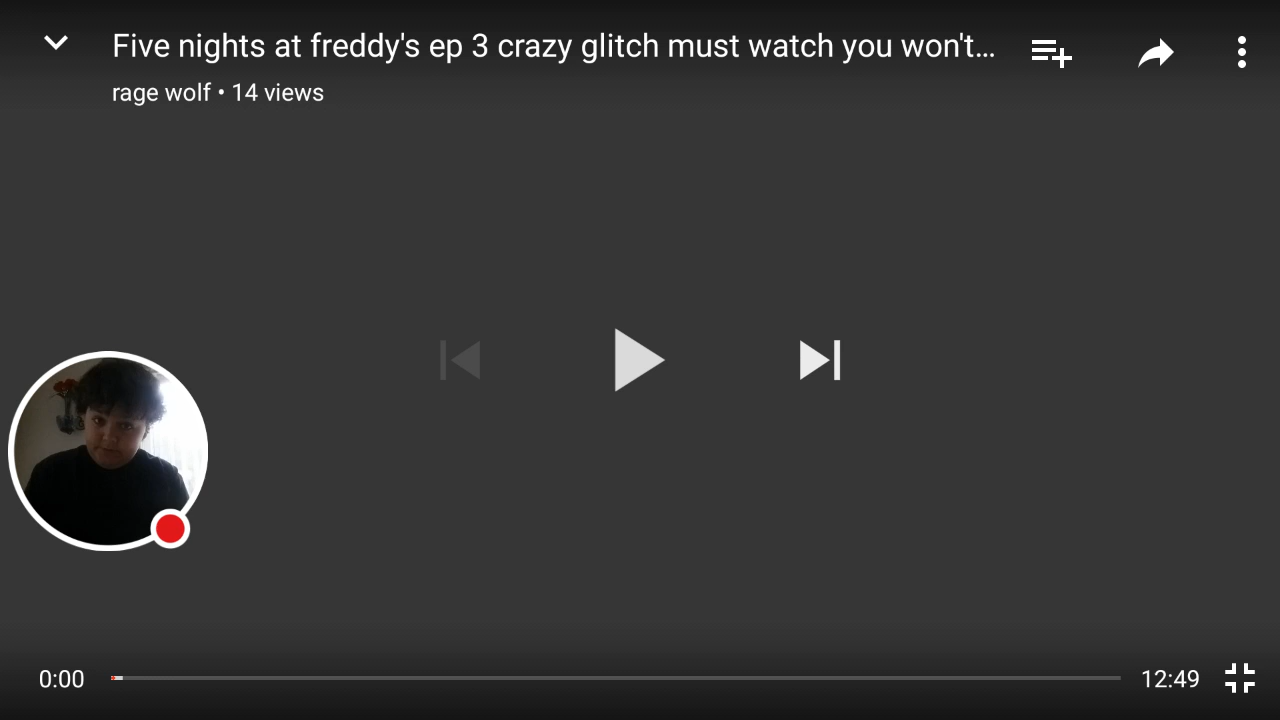 Five nights at freddy's ep 3 crazy glitch must watch you won't...
rage wolf • 14 views
0:00
12:49